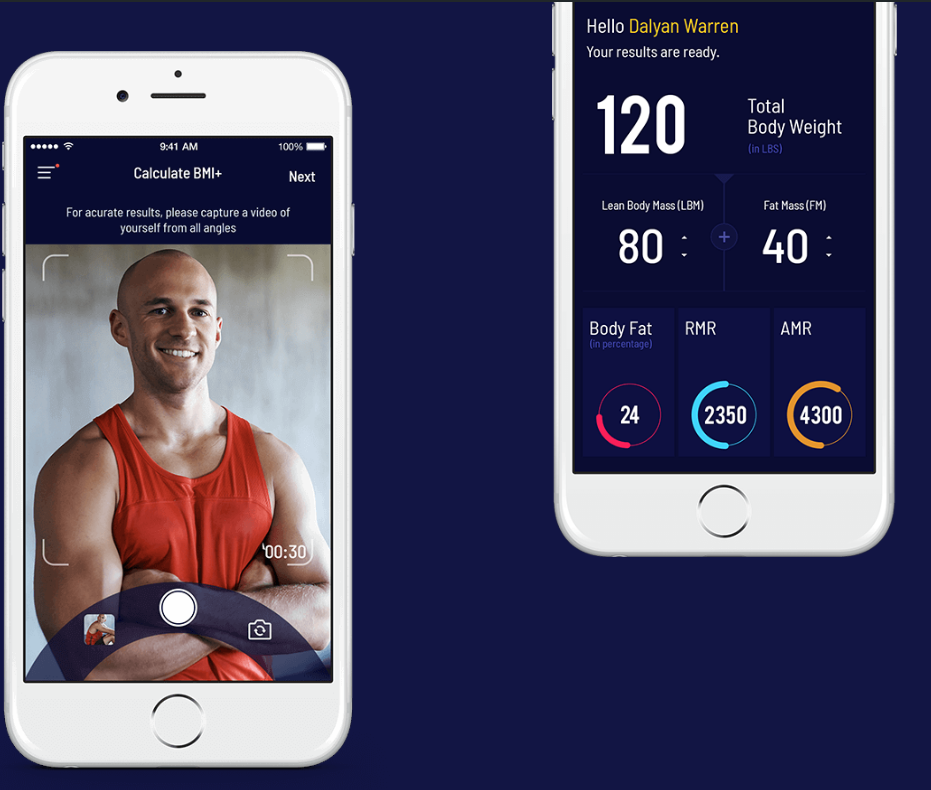 9:41 AM
100%
Calculate BMI+
Next
For acurate results, please capture a video of
yourself from all angles
00:30
Hello Dalyan Warren
Your results are ready.
120
Total
Body Weight
(in LBS)
Lean Body Mass (LBM)
Fat Mass (FM)
80
+
40
Body Fat
(in percentage)
RMR
AMR
24
2350
4300